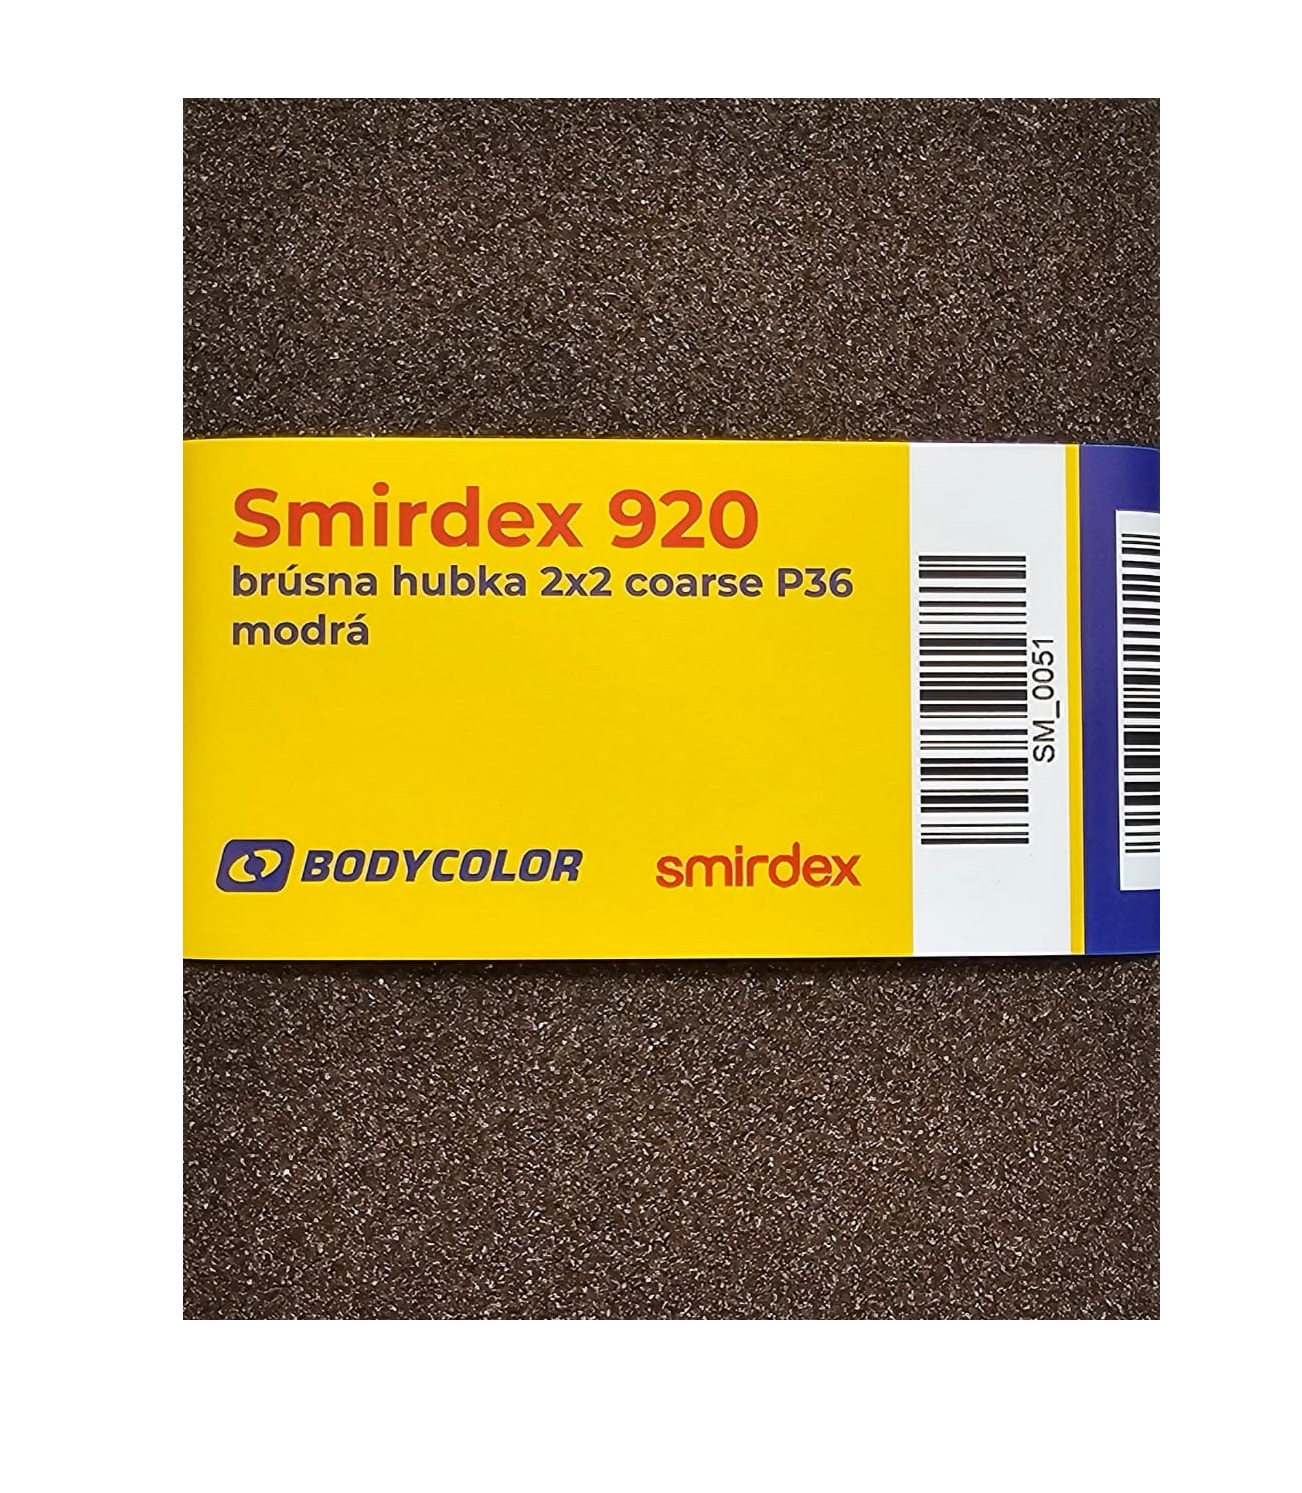 Smirdex 920
brúsna hubka 2x2 coarse P36
modrá
BODYCOLOR
smirdex
SM_0051